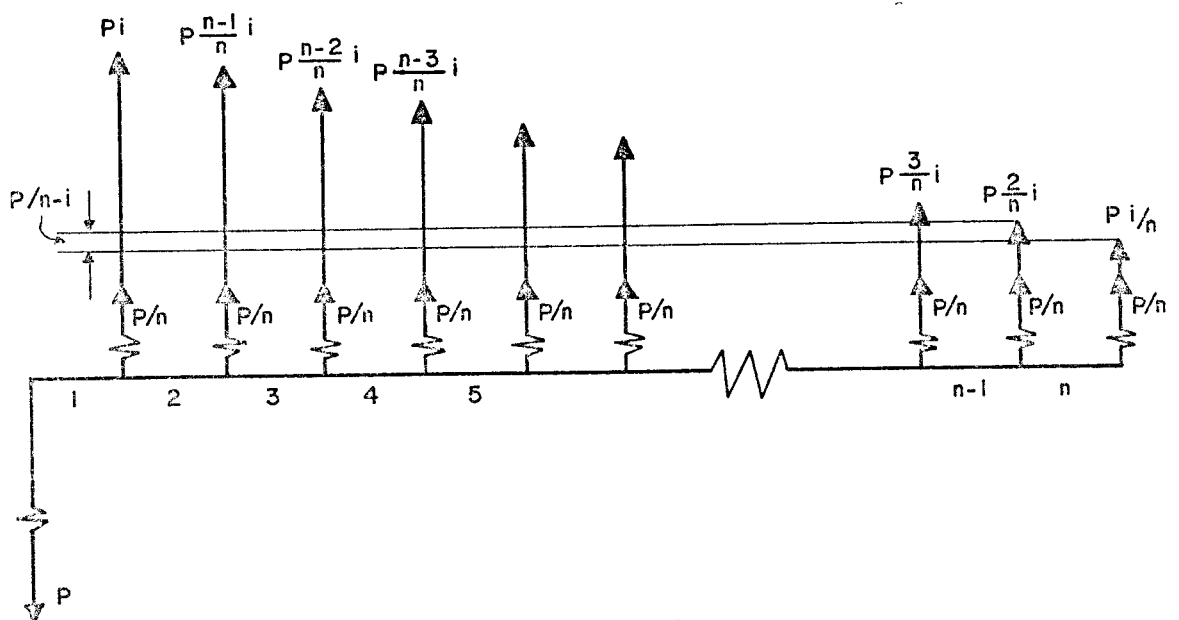 Pi
P n-1/n i
P n-2/n i
P n-3/n i
P 3/n i
P 2/n i
P i/n
P/n-i
P/n P/n P/n P/n P/n P/n P/n P/n P/n
1 2 3 4 5 n-1 n
P